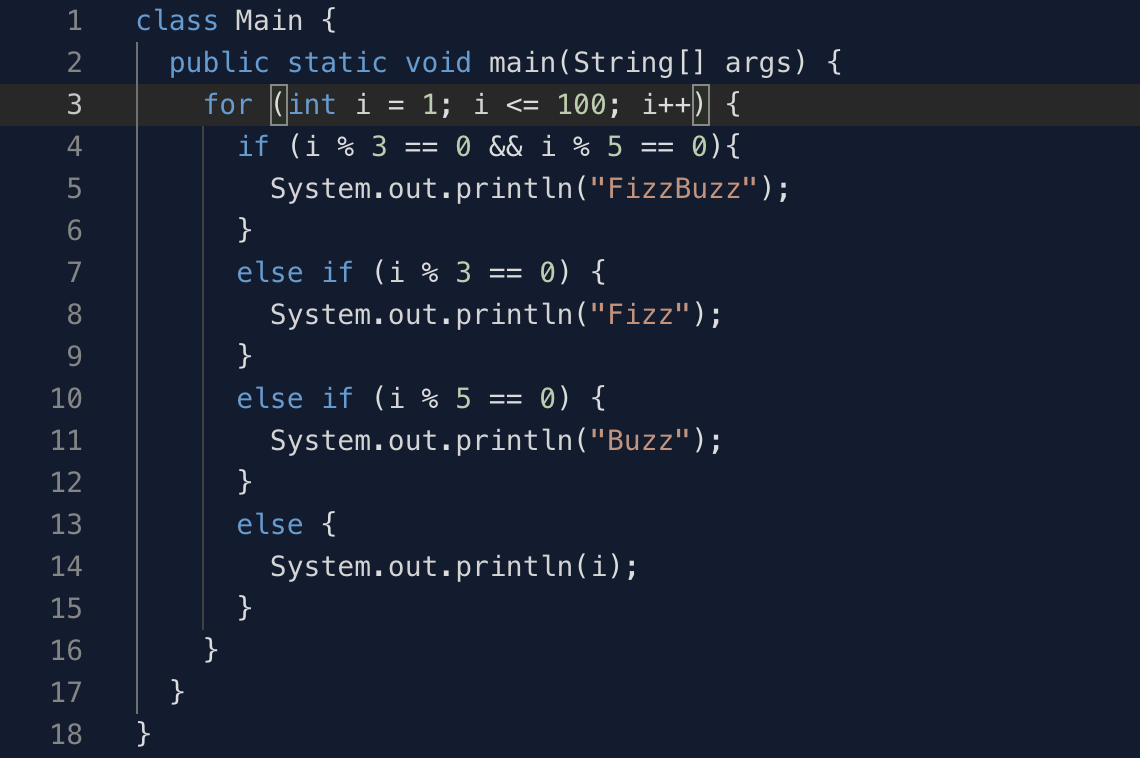 1 class Main {
2   public static void main(String[] args) {
3     for (int i = 1; i <= 100; i++) {
4       if (i % 3 == 0 && i % 5 == 0){
5         System.out.println("FizzBuzz");
6       }
7       else if (i % 3 == 0) {
8         System.out.println("Fizz");
9       }
10       else if (i % 5 == 0) {
11         System.out.println("Buzz");
12       }
13       else {
14         System.out.println(i);
15       }
16     }
17   }
18 }